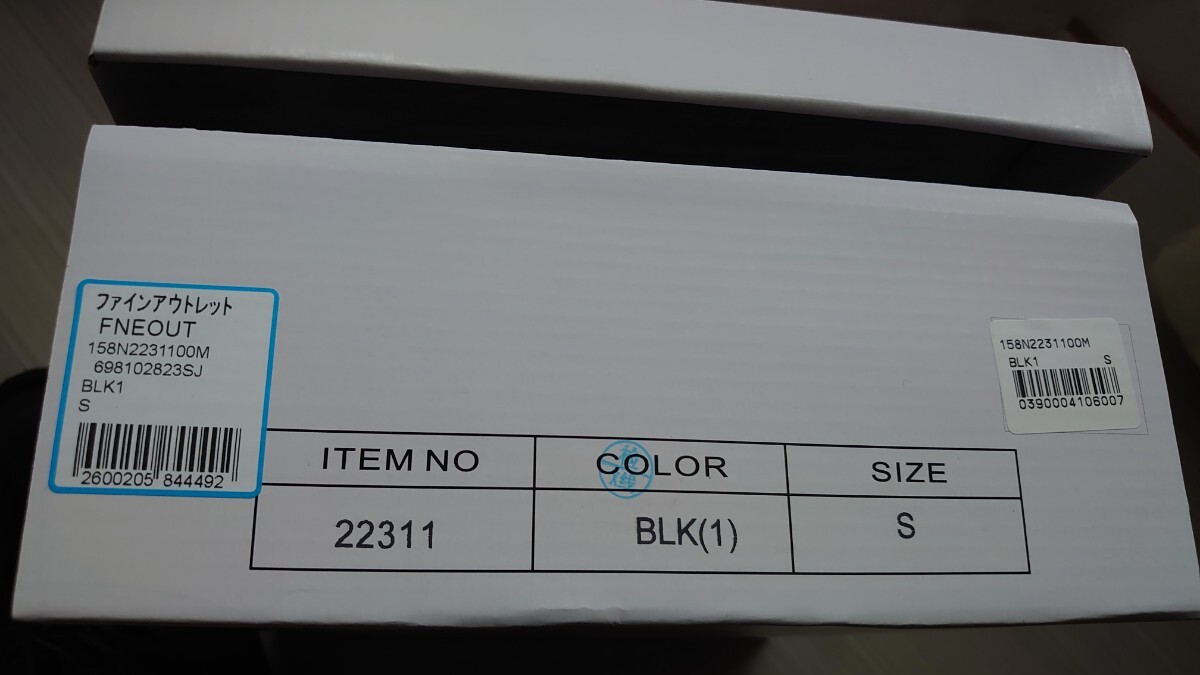 ファインアウトレット
FNEOUT
158N2231100M
698102823SJ
BLK1
S
2600205 844492
158N2231100M
BLK1 S
0390004106007
ITEM NO COLOR SIZE
22311 BLK(1) S